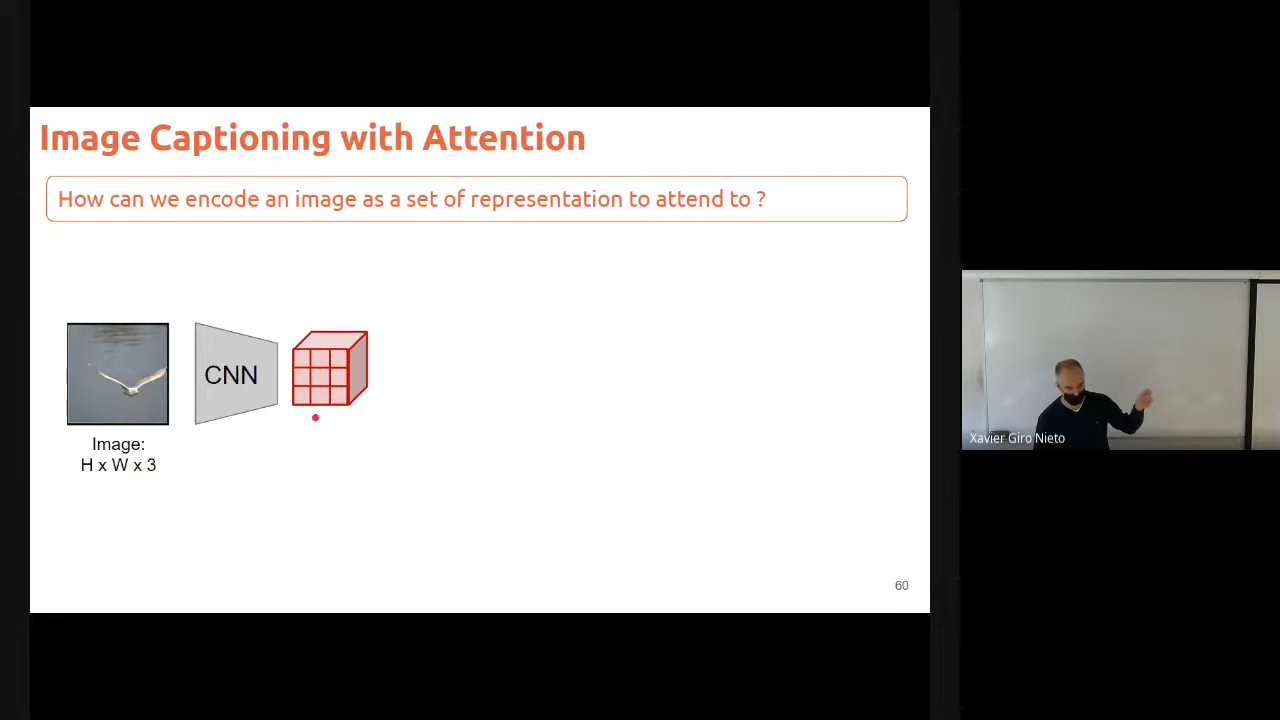 Image Captioning with Attention
How can we encode an image as a set of representation to attend to ?
CNN
Image:
H x W x 3
60
Xavier Giro Nieto